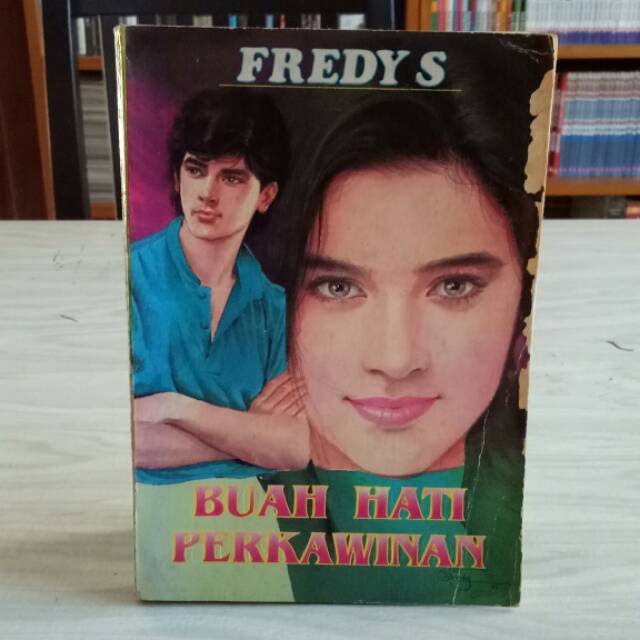 FREDY S
BUAH HATI
PERKAWINAN